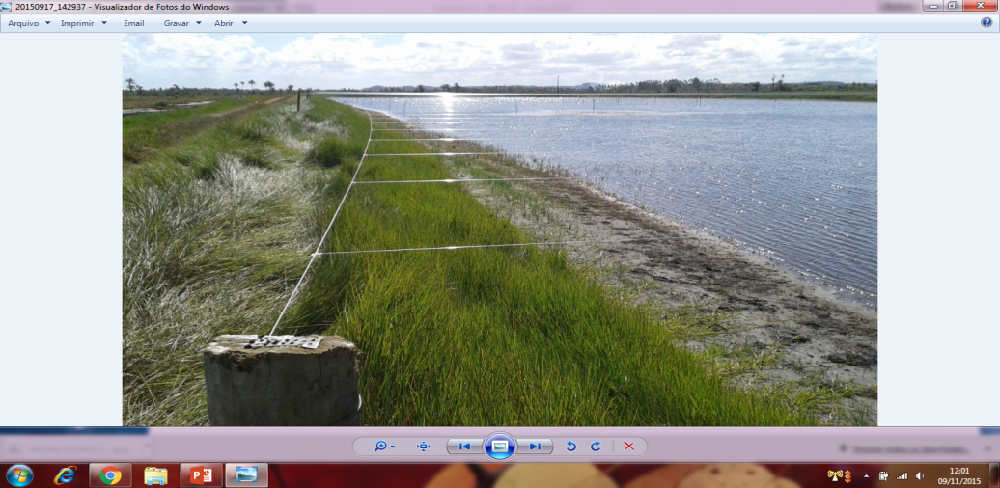 20150917_142937 - Visualizador de Fotos do Windows
Arquivo Imprimir Email Gravar Abrir
12:01
09/11/2015